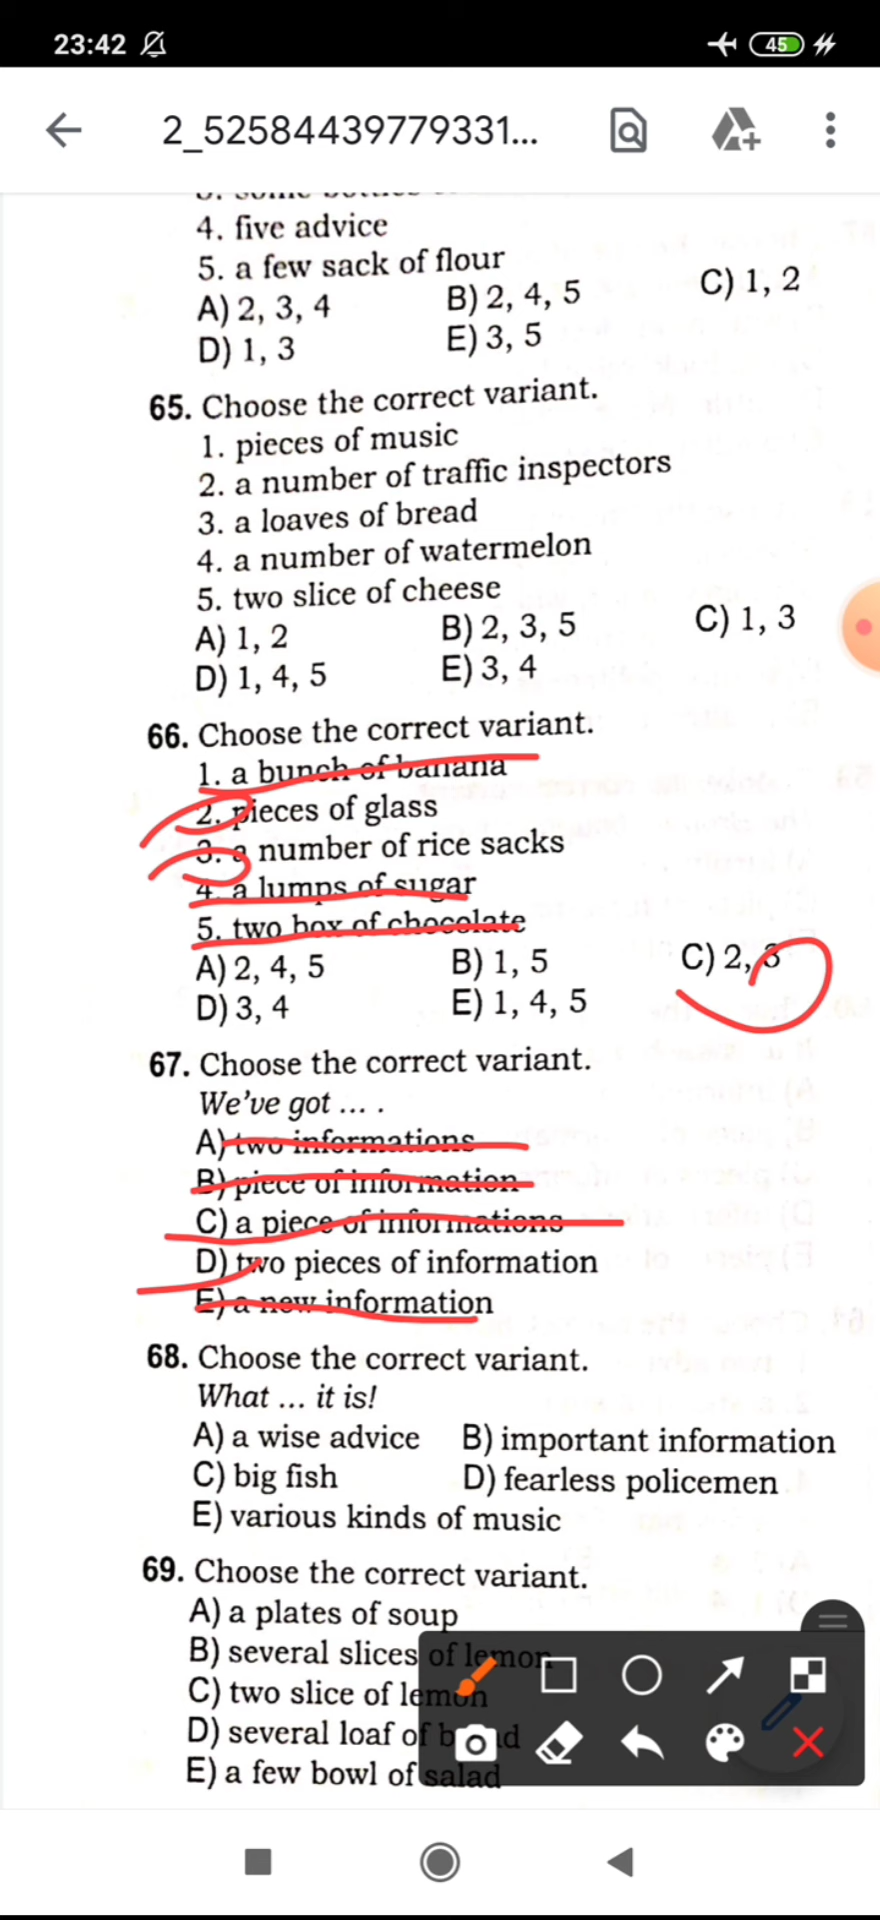 23:42
45
2_52584439779331...
4. five advice
5. a few sack of flour
A) 2, 3, 4 B) 2, 4, 5 C) 1, 2
D) 1, 3 E) 3, 5
65. Choose the correct variant.
1. pieces of music
2. a number of traffic inspectors
3. a loaves of bread
4. a number of watermelon
5. two slice of cheese
A) 1, 2 B) 2, 3, 5 C) 1, 3
D) 1, 4, 5 E) 3, 4
66. Choose the correct variant.
1. a bunch of banana
2. pieces of glass
3. a number of rice sacks
4. a lumps of sugar
5. two box of chocolate
A) 2, 4, 5 B) 1, 5 C) 2, 3
D) 3, 4 E) 1, 4, 5
67. Choose the correct variant.
We've got ... .
A) two informations
B) piece of information
C) a piece of informations
D) two pieces of information
E) a new information
68. Choose the correct variant.
What ... it is!
A) a wise advice B) important information
C) big fish D) fearless policemen
E) various kinds of music
69. Choose the correct variant.
A) a plates of soup
B) several slices of lemon
C) two slice of lemon
D) several loaf of
E) a few bowl of salad